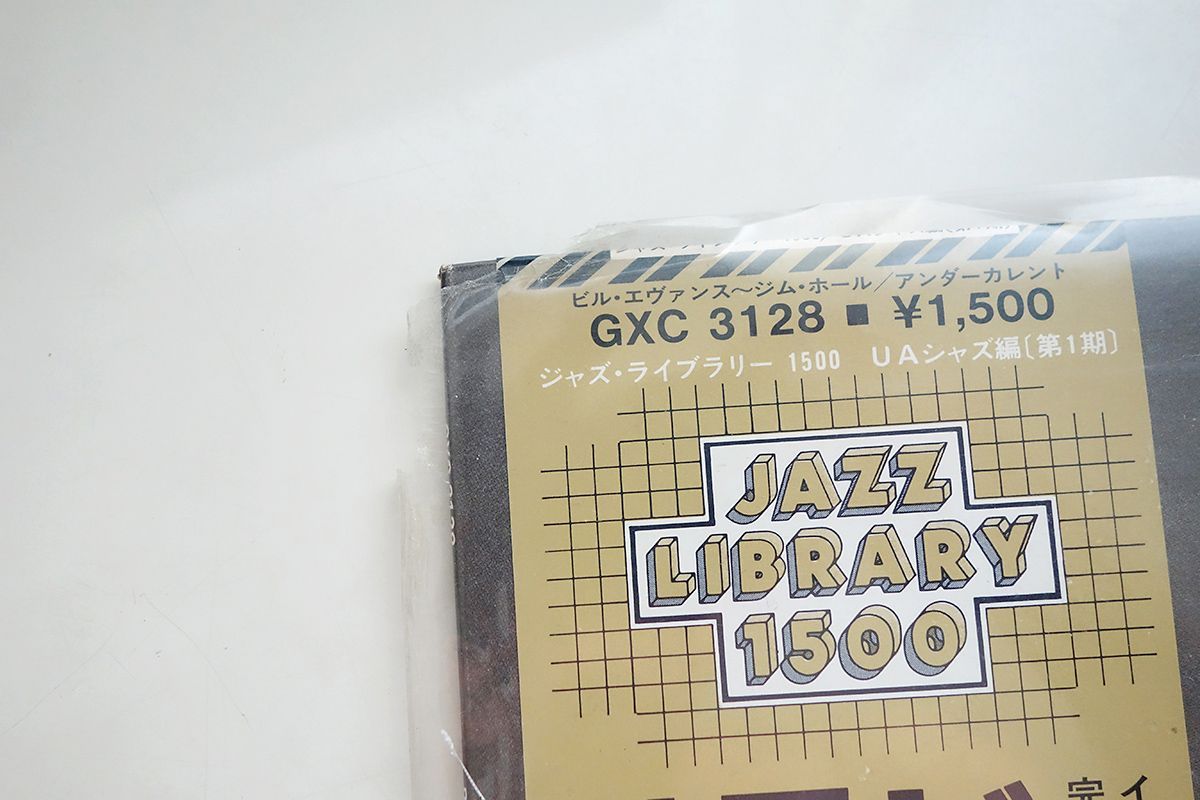 ビル・エヴァンス〜ジム・ホール/アンダーカレント
GXC 3128 ■ ¥1,500
ジャズ・ライブラリー 1500 UAジャズ編〔第1期〕
JAZZ
LIBRARY
1500
完イ